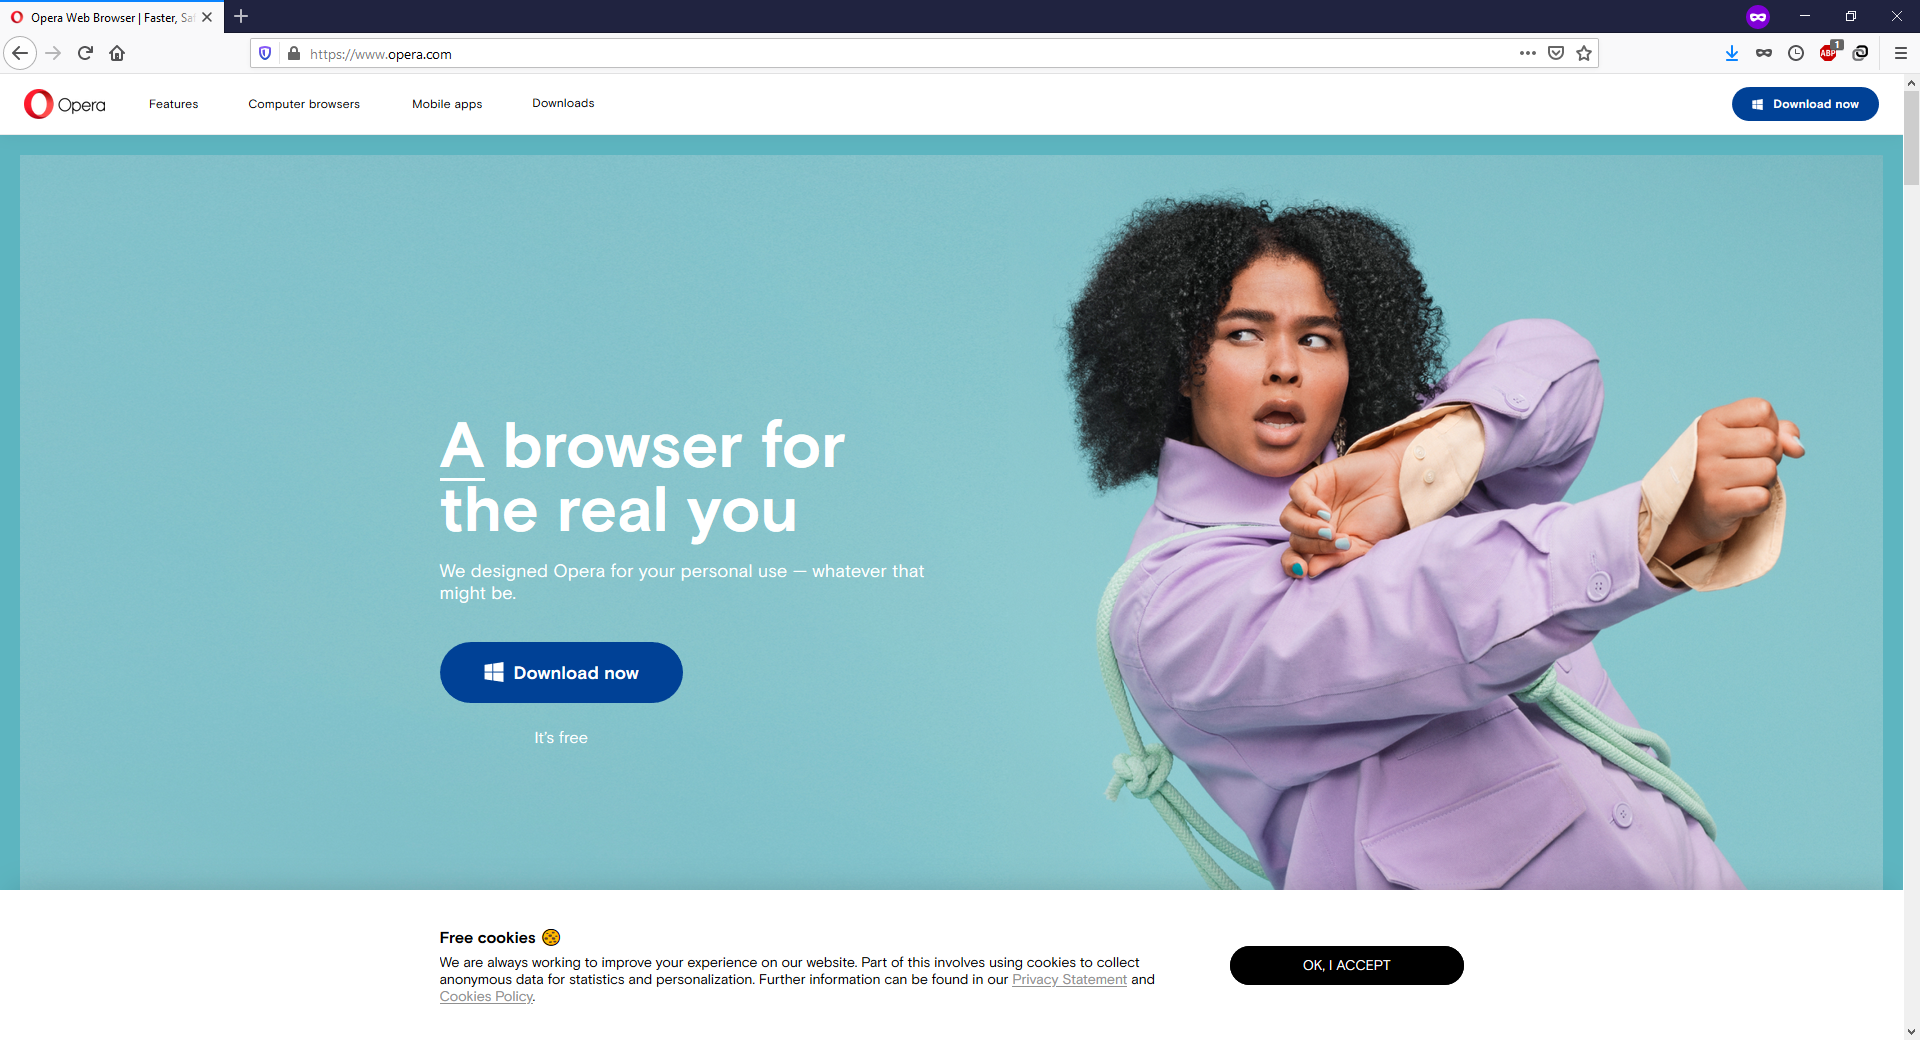 Opera Web Browser | Faster, Sa
https://www.opera.com
ABP
1
Opera
Features
Computer browsers
Mobile apps
Downloads
Download now
A browser for
the real you
We designed Opera for your personal use — whatever that
might be.
Download now
It's free
Free cookies
We are always working to improve your experience on our website. Part of this involves using cookies to collect
anonymous data for statistics and personalization. Further information can be found in our Privacy Statement and
Cookies Policy.
OK, I ACCEPT